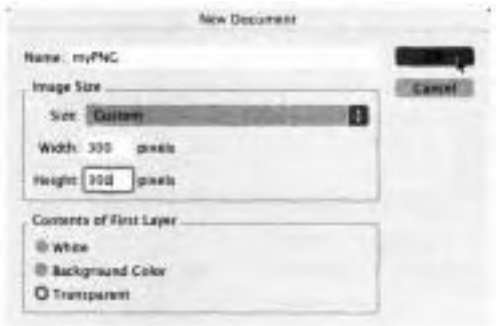 New Document
Name: myPNG
Image Size
Size: Custom
Width: 300 pixels
Height: 300 pixels
Contents of First Layer
White
Background Color
Transparent
Cancel